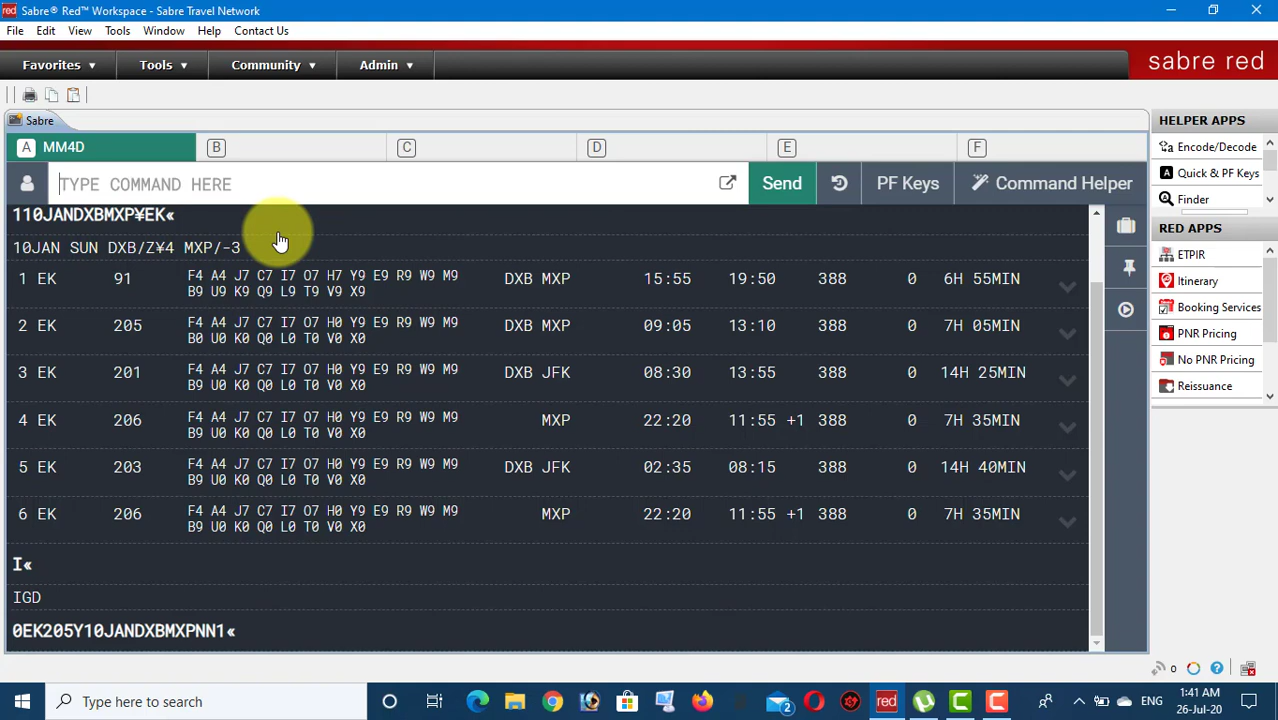 red Sabre® Red™ Workspace - Sabre Travel Network
File Edit View Tools Window Help Contact Us
Favorites Tools Community Admin sabre red
Sabre
A MM4D B C D E F
TYPE COMMAND HERE Send PF Keys Command Helper
110JANDXBMXP¥EK«
10JAN SUN DXB/Z¥4 MXP/-3
1 EK 91 F4 A4 J7 C7 I7 O7 H7 Y9 E9 R9 W9 M9 DXB MXP 15:55 19:50 388 0 6H 55MIN
B9 U9 K9 Q9 L9 T9 V9 X9
2 EK 205 F4 A4 J7 C7 I7 O7 H0 Y9 E9 R9 W9 M9 DXB MXP 09:05 13:10 388 0 7H 05MIN
B0 U0 K0 Q0 L0 T0 V0 X0
3 EK 201 F4 A4 J7 C7 I7 O7 H0 Y9 E9 R9 W9 M9 DXB JFK 08:30 13:55 388 0 14H 25MIN
B9 U0 K0 Q0 L0 T0 V0 X0
4 EK 206 F4 A4 J7 C7 I7 O7 H0 Y9 E9 R9 W9 M9 MXP 22:20 11:55 +1 388 0 7H 35MIN
B9 U0 K0 Q0 L0 T0 V0 X0
5 EK 203 F4 A4 J7 C7 I7 O7 H0 Y9 E9 R9 W9 M9 DXB JFK 02:35 08:15 388 0 14H 40MIN
B9 U0 K0 Q0 L0 T0 V0 X0
6 EK 206 F4 A4 J7 C7 I7 O7 H0 Y9 E9 R9 W9 M9 MXP 22:20 11:55 +1 388 0 7H 35MIN
B9 U0 K0 Q0 L0 T0 V0 X0
I«
IGD
0EK205Y10JANDXBMXPNN1«
HELPER APPS
Encode/Decode
A Quick & PF Keys
Finder
RED APPS
ETPIR
Itinerary
Booking Services
PNR Pricing
No PNR Pricing
Reissuance
0
Type here to search 2 red ENG 1:41 AM
26-Jul-20